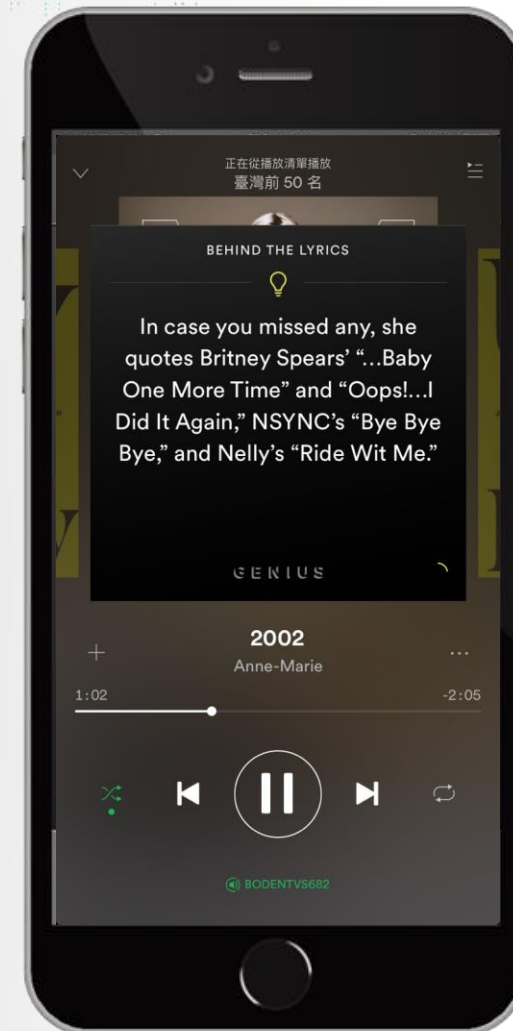 正在從播放清單播放
臺灣前 50 名
BEHIND THE LYRICS
In case you missed any, she
quotes Britney Spears’ “...Baby
One More Time” and “Oops!...I
Did It Again,” NSYNC’s “Bye Bye
Bye,” and Nelly’s “Ride Wit Me.”
GENIUS
2002
Anne-Marie
1:02
-2:05
BODENTVS682